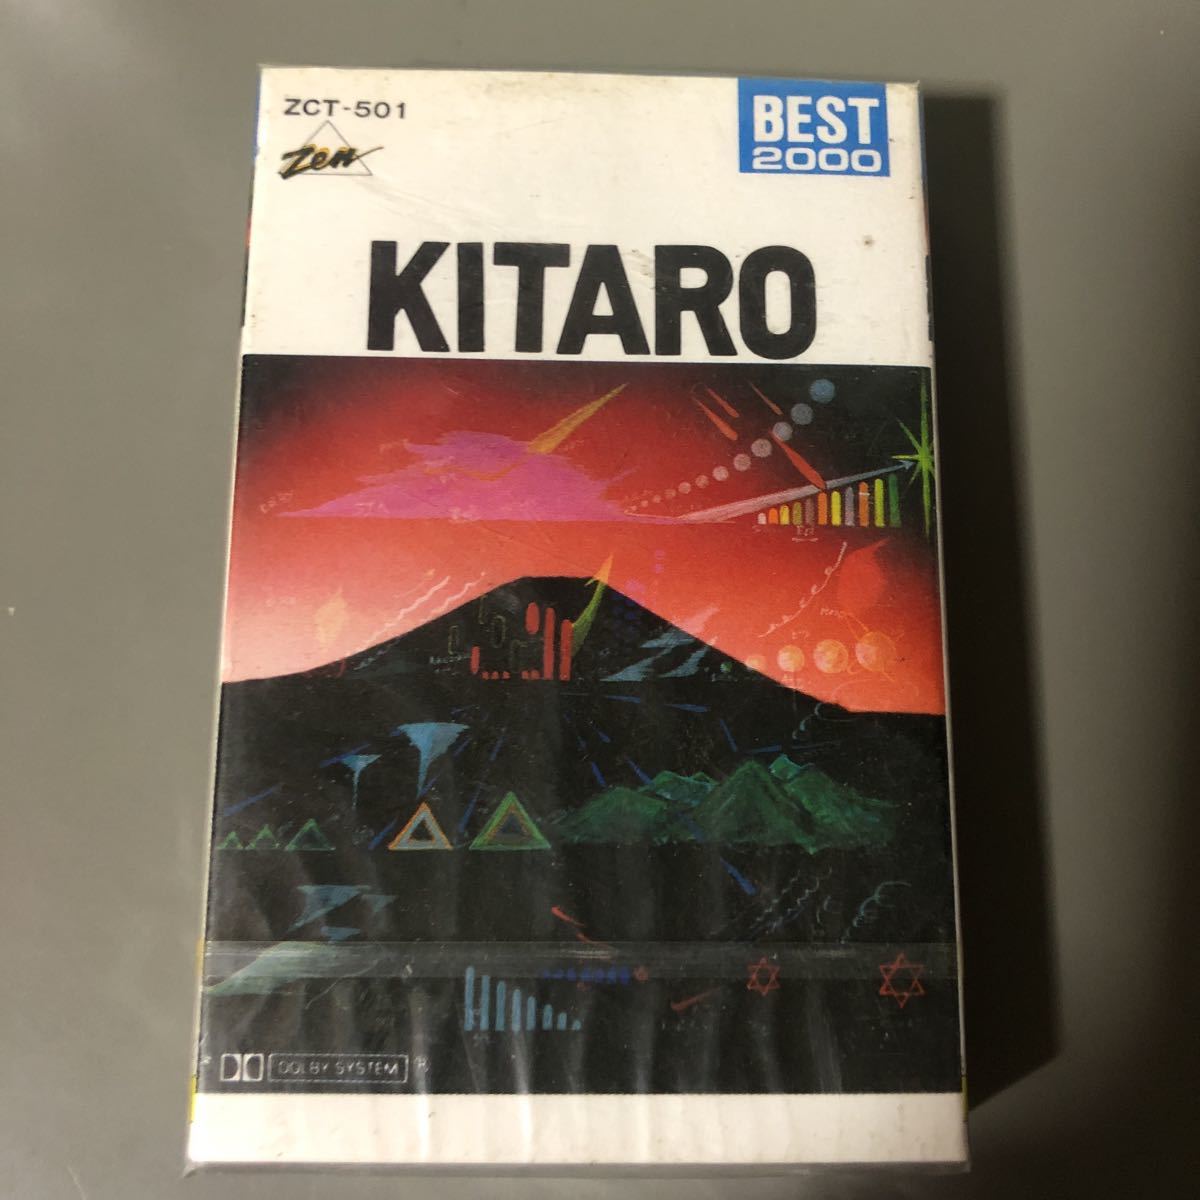 ZCT-501
Zen
BEST
2000
KITARO
DOLBY SYSTEM ®